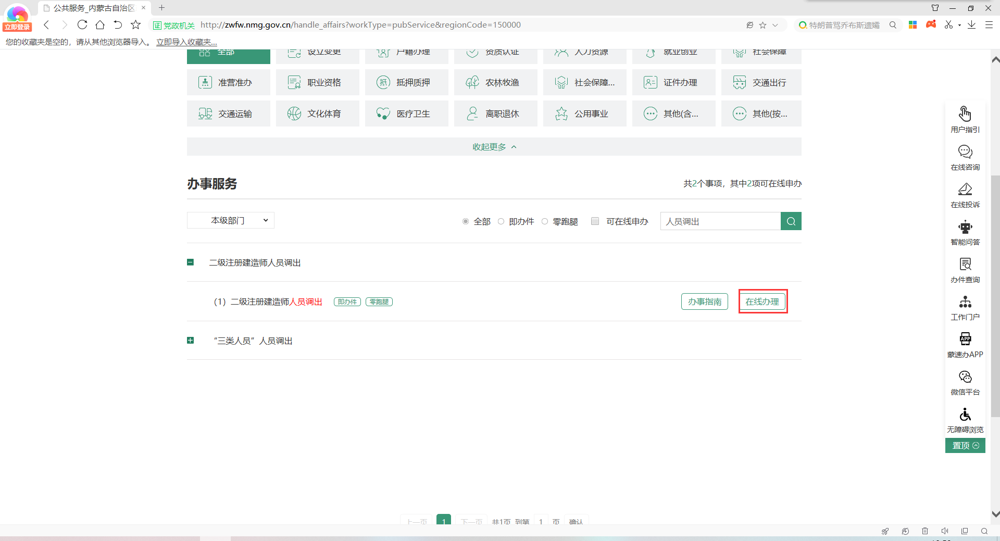 公共服务_内蒙古自治区
立即登录
证 党政机关 http://zwfw.nmg.gov.cn/handle_affairs?workType=pubService&regionCode=150000
特朗普骂乔布斯遗孀
您的收藏夹是空的，请从其他浏览器导入。 立即导入收藏夹...
全部 设立变更 户籍办理 资质认证 人力资源 就业创业 社会保障
准营准办 职业资格 抵 抵押质押 农林牧渔 社会保障... 证件办理 交通出行
交通运输 文化体育 医疗卫生 离职退休 公用事业 其他(含... 其他(按...
收起更多
办事服务 共2个事项，其中2项可在线申办
本级部门 全部 即办件 零跑腿 可在线申办 人员调出
二级注册建造师人员调出
（1）二级注册建造师人员调出 即办件 零跑腿 办事指南 在线办理
“三类人员”人员调出
上一页 1 下一页 共1页 到第 1 页 确认
用户指引
在线咨询
在线投诉
智能问答
办件查询
工作门户
APP
蒙速办APP
微信平台
无障碍浏览
置顶